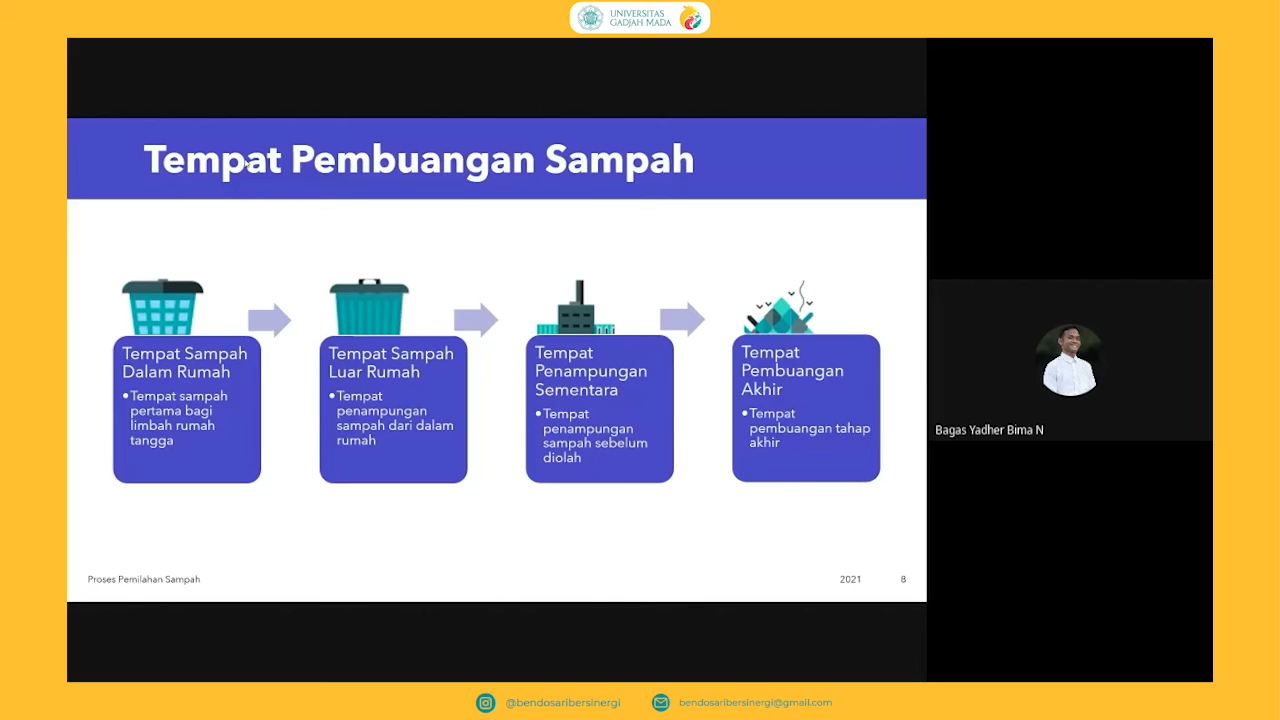 UNIVERSITAS
GADJAH MADA
Tempat Pembuangan Sampah
Tempat Sampah
Dalam Rumah
•Tempat sampah
pertama bagi
limbah rumah
tangga
Tempat Sampah
Luar Rumah
•Tempat
penampungan
sampah dari dalam
rumah
Tempat
Penampungan
Sementara
•Tempat
penampungan
sampah sebelum
diolah
Tempat
Pembuangan
Akhir
•Tempat
pembuangan tahap
akhir
Bagas Yadher Bima N
Proses Pemilahan Sampah
2021
8
@bendosaribersinergi
bendosaribersinergi@gmail.com